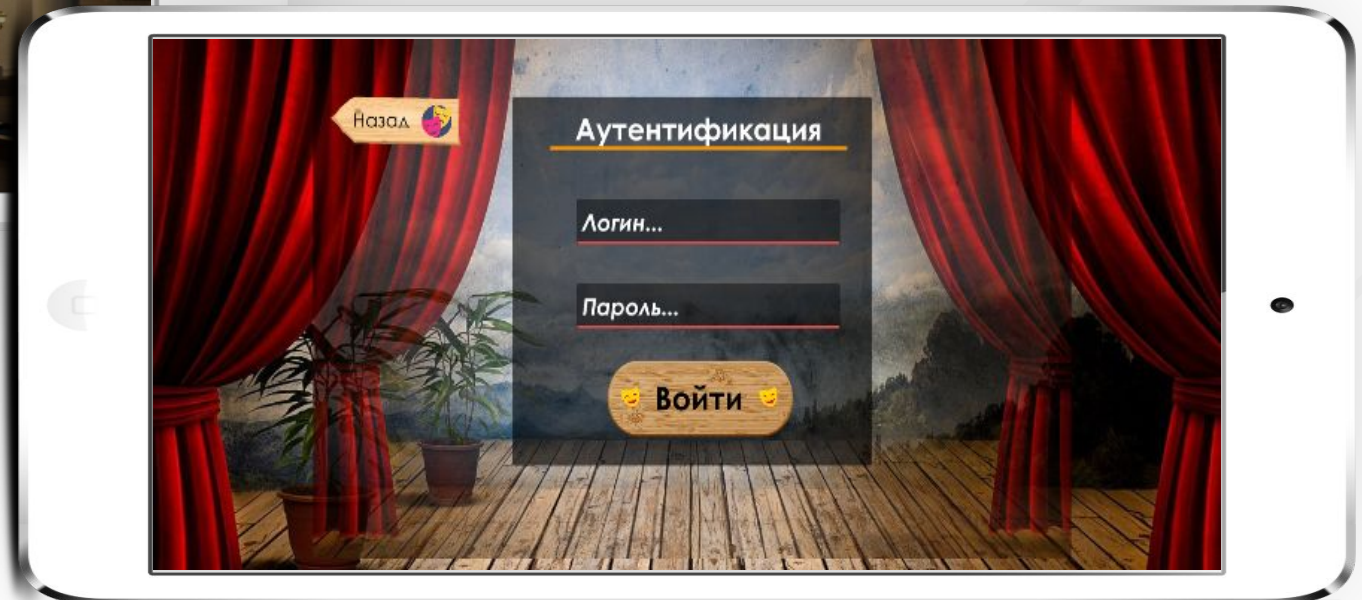 Назад
Аутентификация
Логин...
Пароль...
Войти